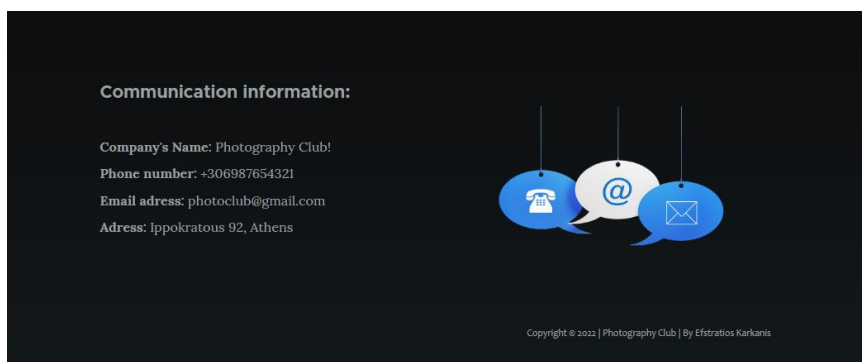 Communication information:
Company's Name: Photography Club!
Phone number: +306987654321
Email adress: photoclub@gmail.com
Adress: Ippokratous 92, Athens
@
Copyright © 2022 | Photography Club | By Efstratios Karkanis